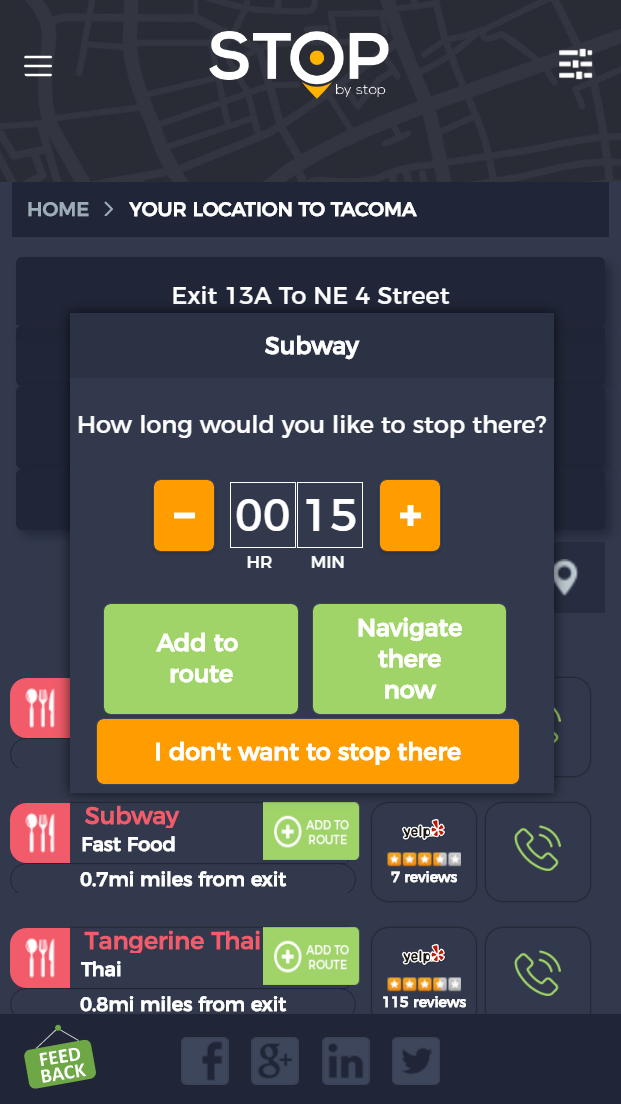 STOP
by stop
HOME > YOUR LOCATION TO TACOMA
Exit 13A To NE 4 Street
Subway
How long would you like to stop there?
- 00 15 +
HR MIN
Add to
route
Navigate
there
now
I don't want to stop there
Subway
Fast Food
0.7mi miles from exit
ADD TO
ROUTE
yelp
7 reviews
Tangerine Thai
Thai
0.8mi miles from exit
ADD TO
ROUTE
yelp
115 reviews
FEED
BACK
f g+ in